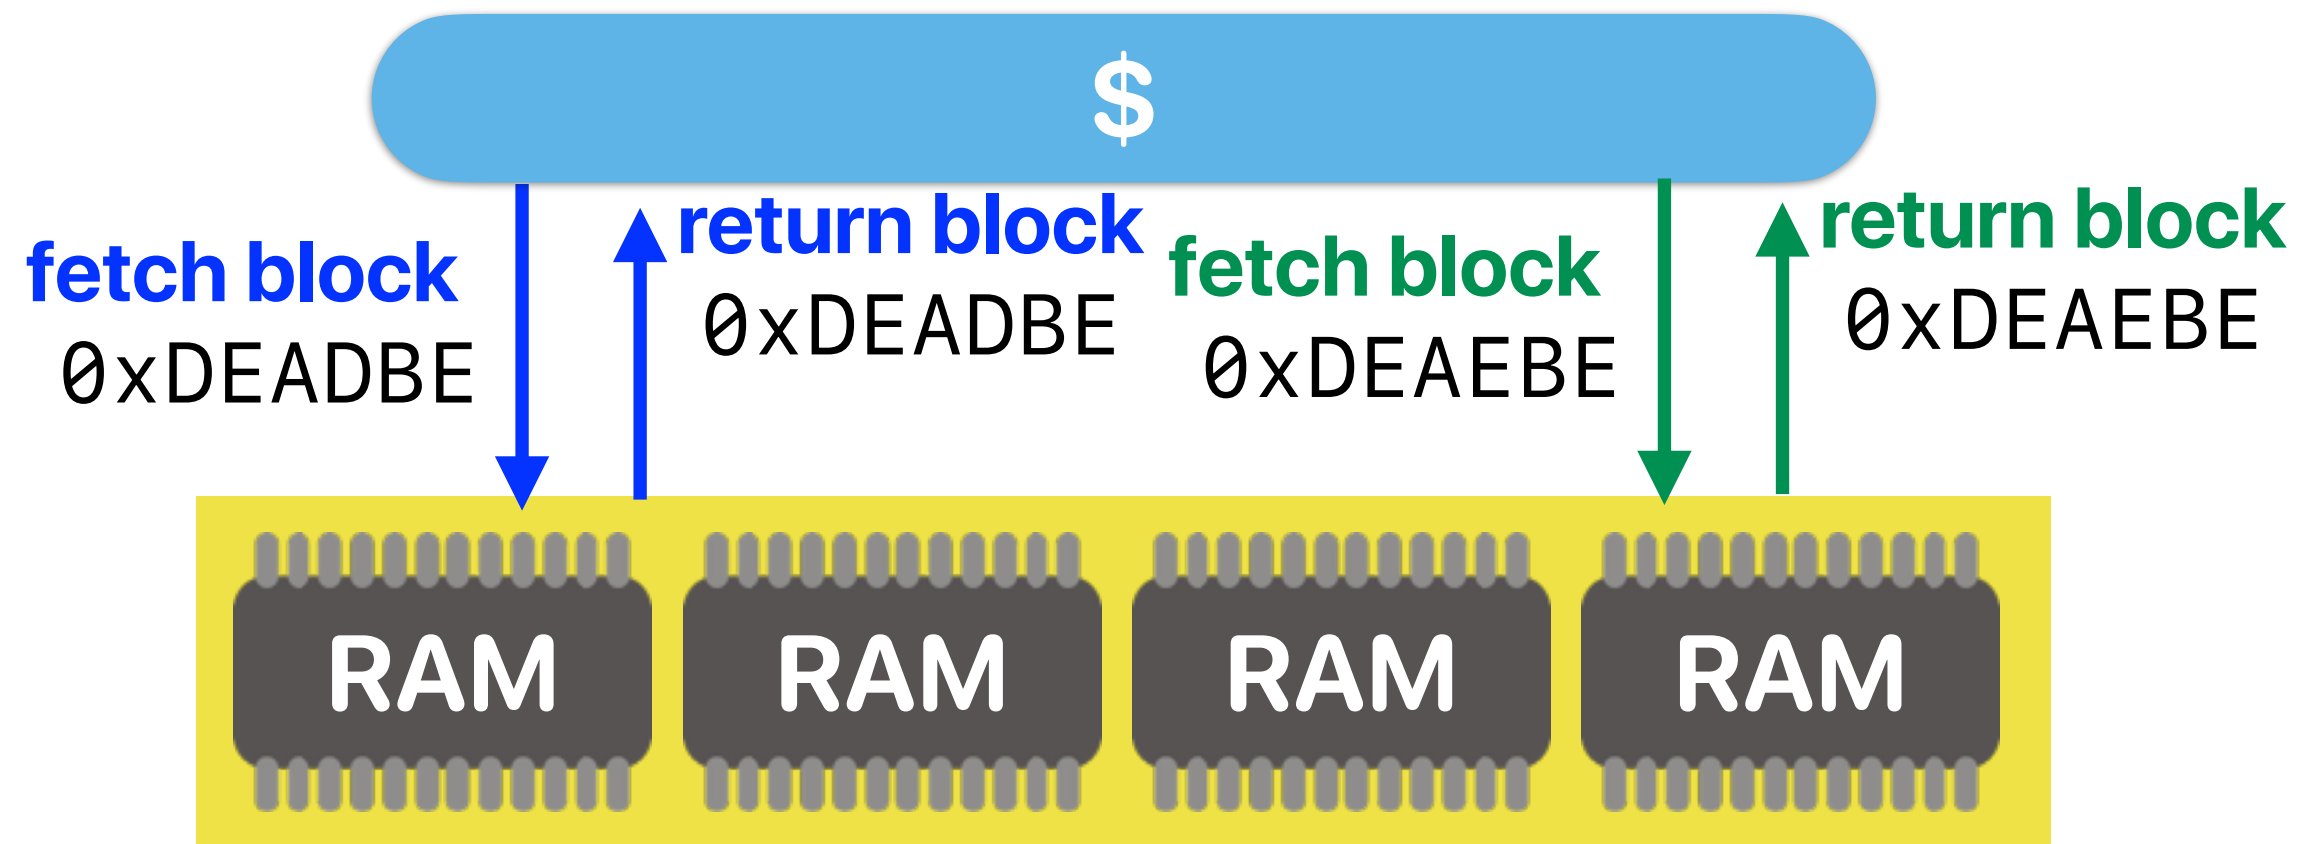 $
fetch block
0xDEADBE
return block
0xDEADBE
fetch block
0xDEAEBE
return block
0xDEAEBE
RAM
RAM
RAM
RAM